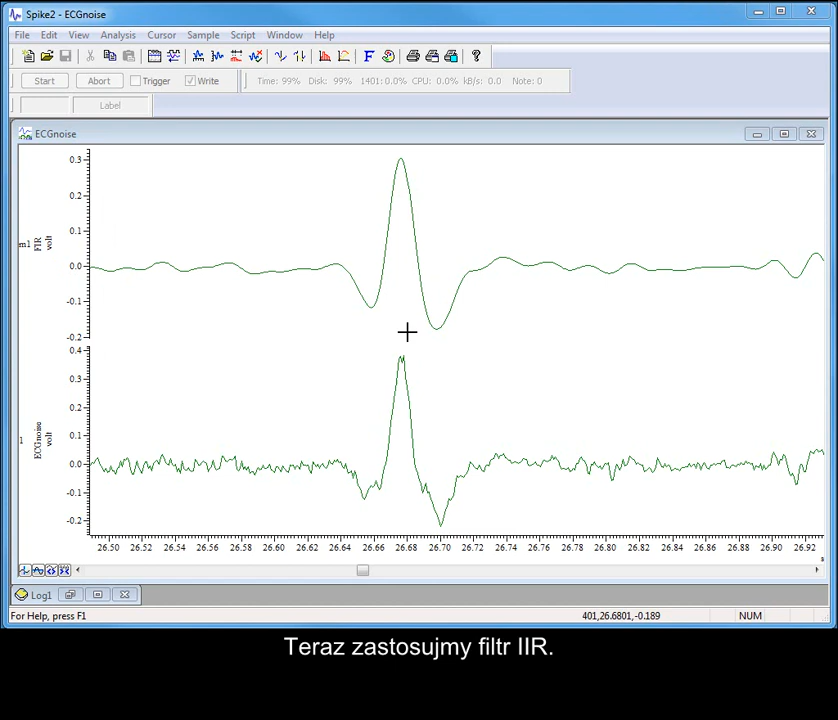 Spike2 - ECGnoise
File Edit View Analysis Cursor Sample Script Window Help
Start Abort Trigger Write Time: 99% Disk: 99% 1401: 0.0% CPU: 0.0% kB/s: 0.0 Note: 0
Label
ECGnoise
0.3
0.2
0.1
m1 FIR volt
0.0
-0.1
-0.2
0.4
0.3
0.2
0.1
1 ECGnoise volt
0.0
-0.1
-0.2
26.50 26.52 26.54 26.56 26.58 26.60 26.62 26.64 26.66 26.68 26.70 26.72 26.74 26.76 26.78 26.80 26.82 26.84 26.86 26.88 26.90 26.92
s
Log1
For Help, press F1 401,26.6801,-0.189 NUM
Teraz zastosujmy filtr IIR.